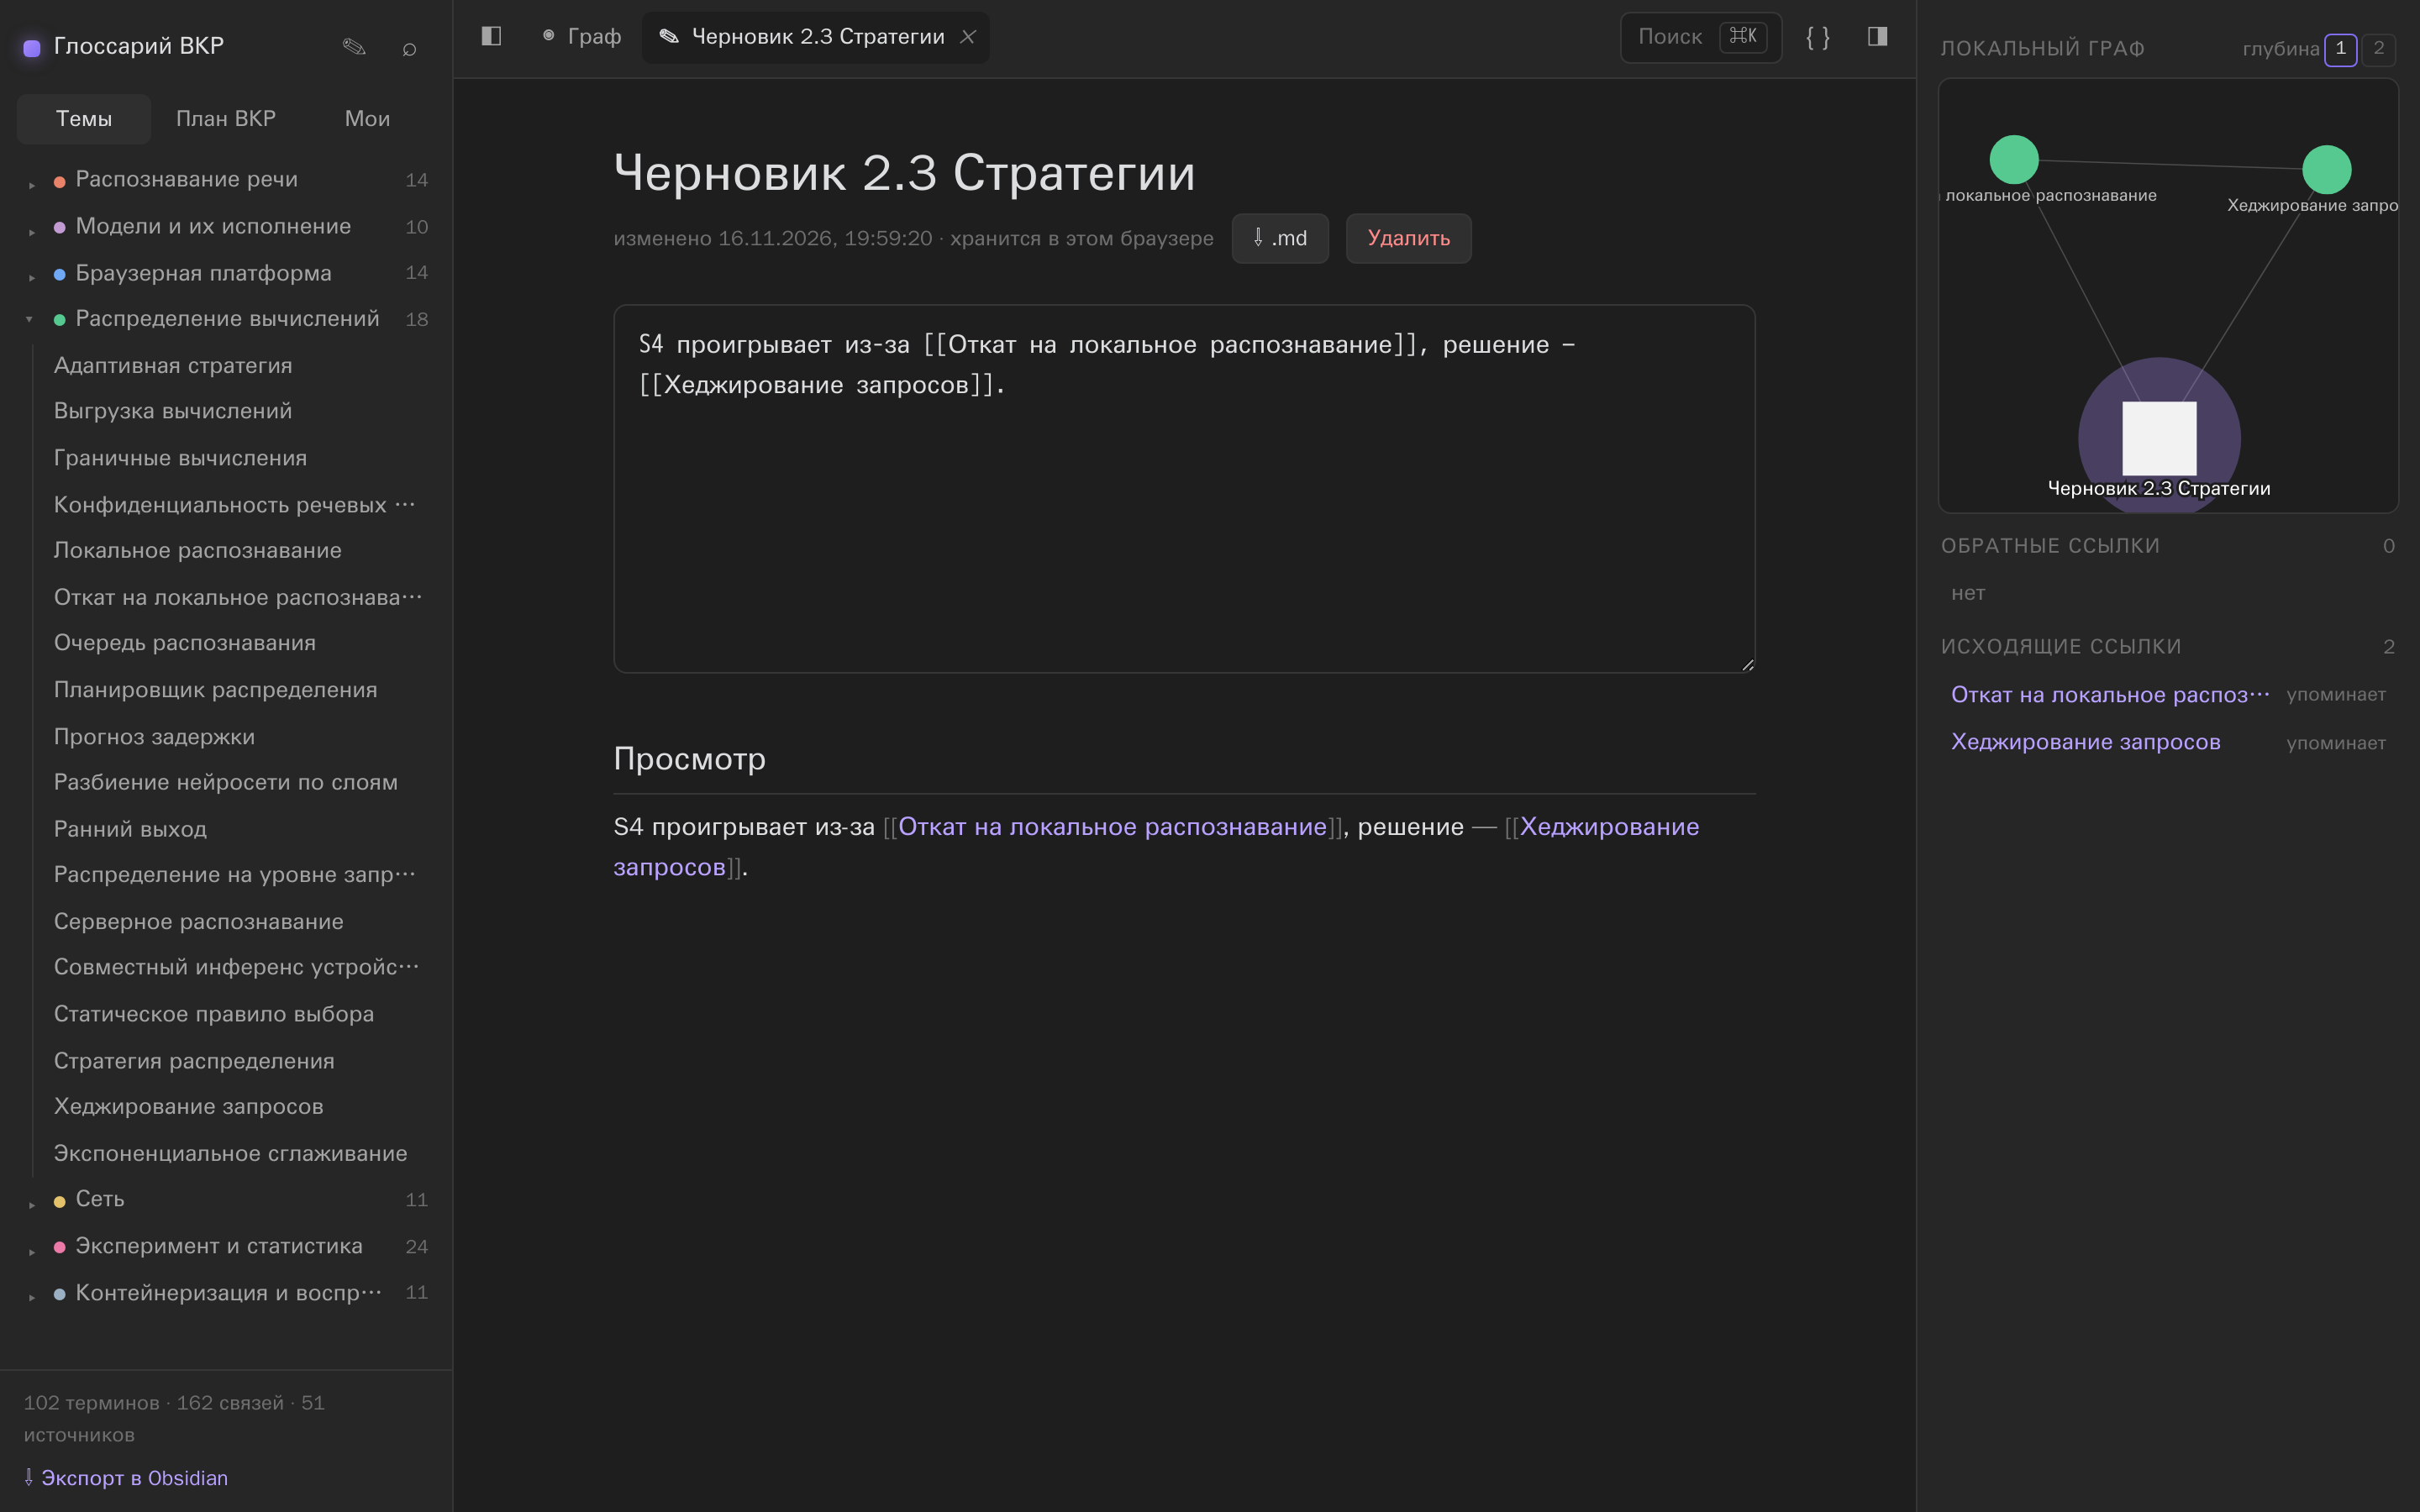 Глоссарий ВКР
Темы План ВКР Мои
Распознавание речи 14
Модели и их исполнение 10
Браузерная платформа 14
Распределение вычислений 18
Адаптивная стратегия
Выгрузка вычислений
Граничные вычисления
Конфиденциальность речевых ···
Локальное распознавание
Откат на локальное распознава···
Очередь распознавания
Планировщик распределения
Прогноз задержки
Разбиение нейросети по слоям
Ранний выход
Распределение на уровне запр···
Серверное распознавание
Совместный инференс устройс···
Статическое правило выбора
Стратегия распределения
Хеджирование запросов
Экспоненциальное сглаживание
Сеть 11
Эксперимент и статистика 24
Контейнеризация и воспр··· 11
102 терминов · 162 связей · 51
источников
⇩ Экспорт в Obsidian
Граф
Черновик 2.3 Стратегии ×
Поиск ⌘K { }
Черновик 2.3 Стратегии
изменено 16.11.2026, 19:59:20 · хранится в этом браузере ⇩ .md Удалить
S4 проигрывает из-за [[Откат на локальное распознавание]], решение —
[[Хеджирование запросов]].
Просмотр
S4 проигрывает из-за [[Откат на локальное распознавание]], решение — [[Хеджирование
запросов]].
ЛОКАЛЬНЫЙ ГРАФ глубина 1 2
локальное распознавание
Хеджирование запро
Черновик 2.3 Стратегии
ОБРАТНЫЕ ССЫЛКИ 0
нет
ИСХОДЯЩИЕ ССЫЛКИ 2
Откат на локальное распоз··· упоминает
Хеджирование запросов упоминает